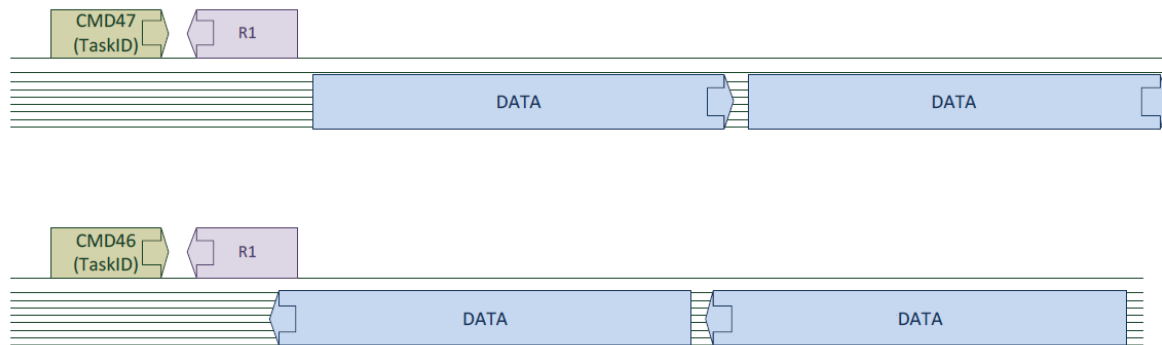 CMD47
(TaskID)
R1
DATA
DATA
CMD46
(TaskID)
R1
DATA
DATA